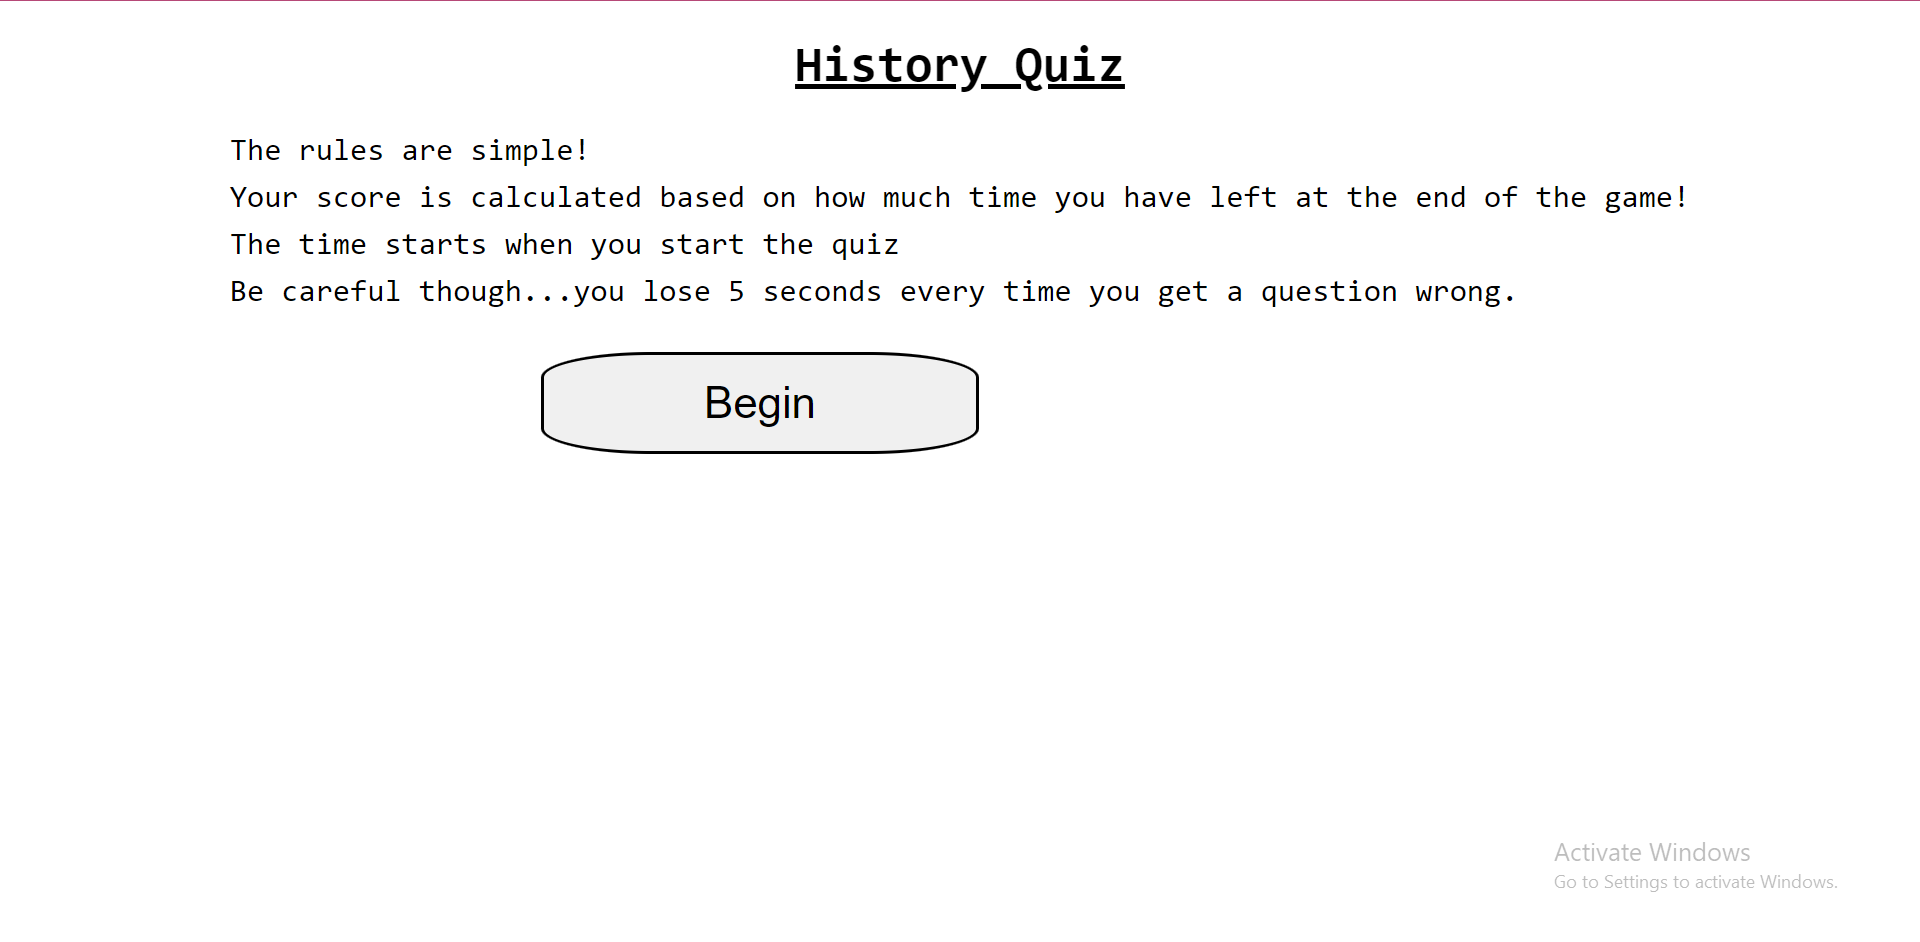 History Quiz
The rules are simple!
Your score is calculated based on how much time you have left at the end of the game!
The time starts when you start the quiz
Be careful though...you lose 5 seconds every time you get a question wrong.
Begin
Activate Windows
Go to Settings to activate Windows.